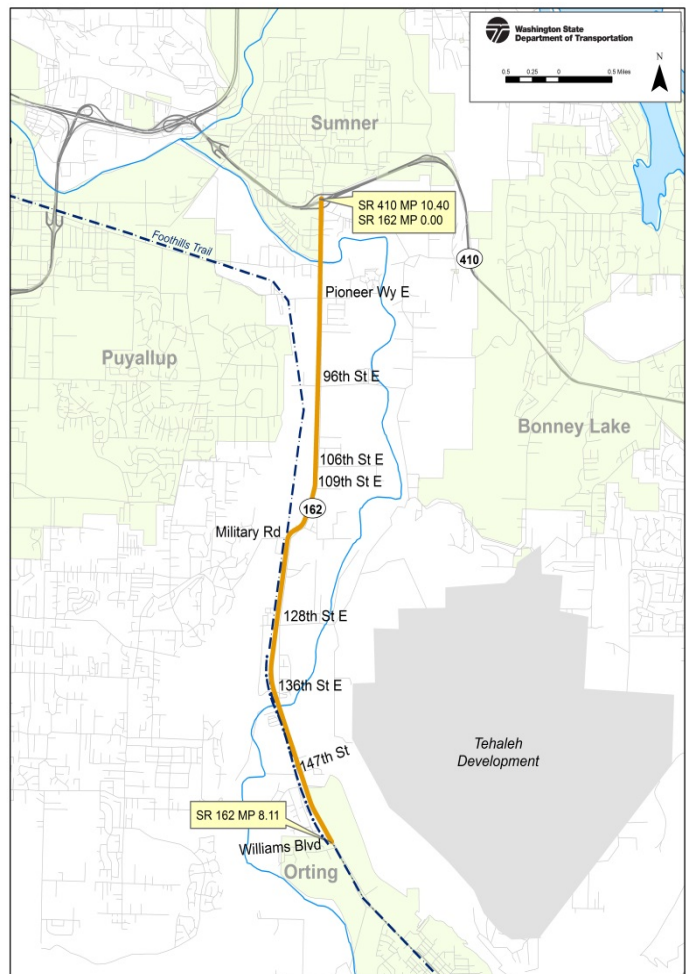 Washington State
Department of Transportation
0.5 0.25 0 0.5 Miles
N
Sumner
SR 410 MP 10.40
SR 162 MP 0.00
Foothills Trail
410
Pioneer Wy E
Puyallup
96th St E
Bonney Lake
106th St E
109th St E
162
Military Rd
128th St E
136th St E
Tehaleh
Development
147th St
SR 162 MP 8.11
Williams Blvd
Orting